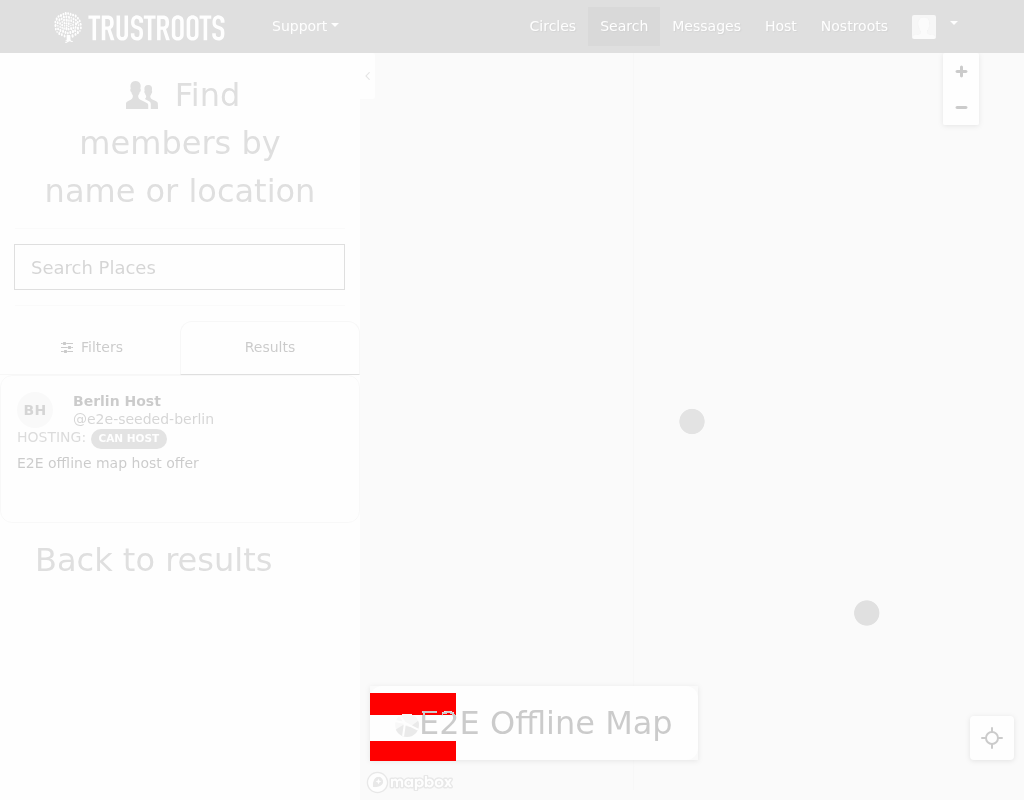 TRUSTROOTS
Support
Circles
Search
Messages
Host
Nostroots
Find
members by
name or location
Search Places
Filters
Results
BH
Berlin Host
@e2e-seeded-berlin
HOSTING: CAN HOST
E2E offline map host offer
Back to results
E2E Offline Map
mapbox